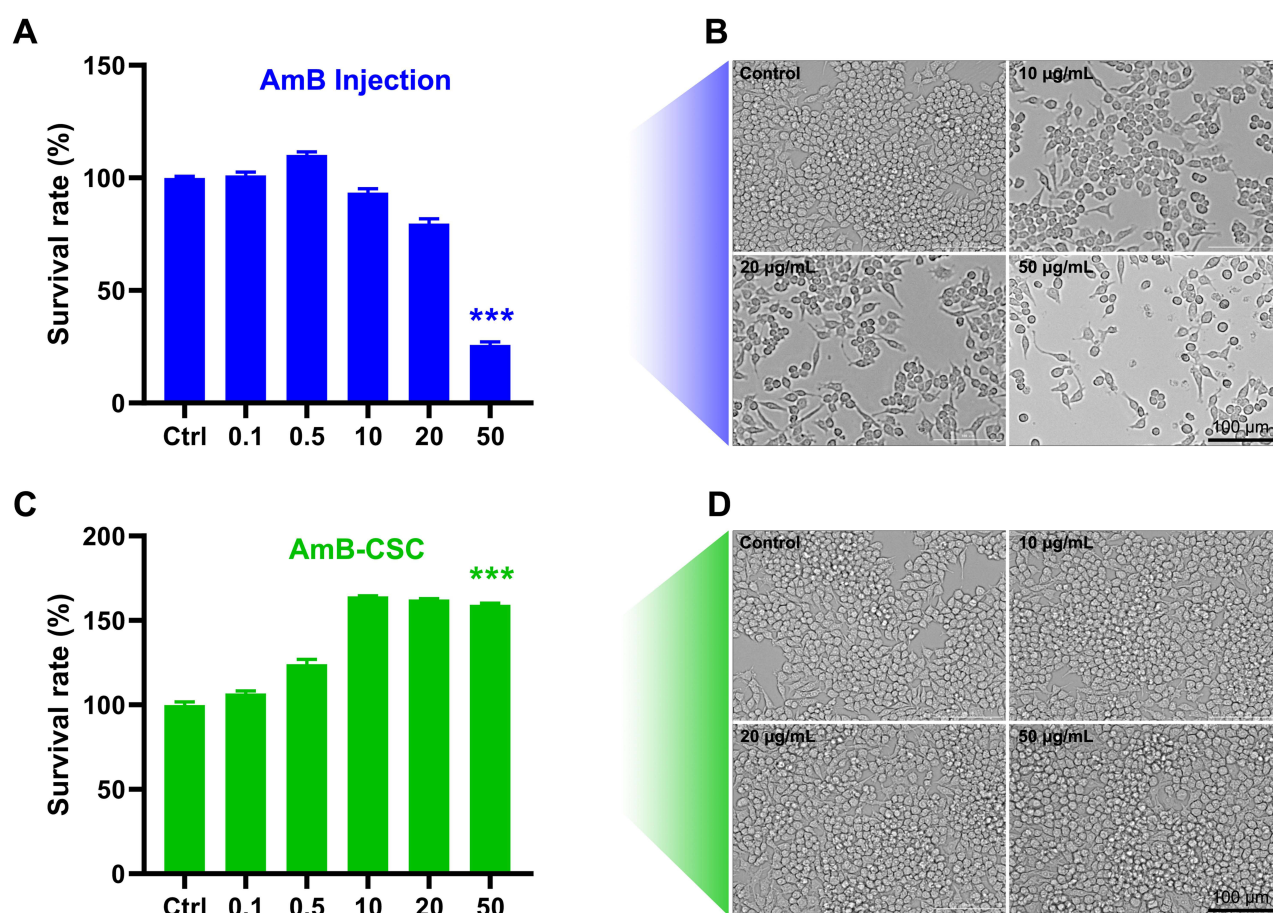 A
AmB Injection
Survival rate (%)
150
100
50
0
***
Ctrl 0.1 0.5 10 20 50
B
Control
10 µg/mL
20 µg/mL
50 µg/mL
100 µm
C
AmB-CSC
Survival rate (%)
200
150
100
50
0
***
Ctrl 0.1 0.5 10 20 50
D
Control
10 µg/mL
20 µg/mL
50 µg/mL
100 µm